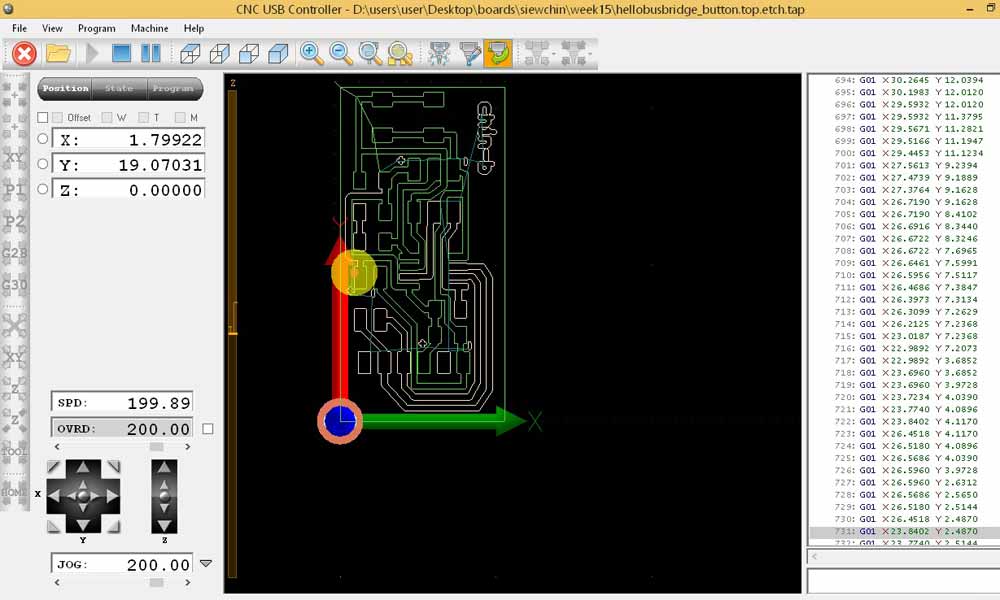 CNC USB Controller - D:\users\user\Desktop\boards\siewchin\week15\hellobusbridge_button.top.etch.tap
File View Program Machine Help
Position State Program
Offset W T M
X: 1.79922
Y: 19.07031
Z: 0.00000
XY
P1
P2
G28
G30
XY
Z
Z
TOOL
HOME
SPD: 199.89
OVRD: 200.00
X
Y
Z
JOG: 200.00
Z
Y
X
694: G01 X30.2645 Y12.0394
695: G01 X30.1983 Y12.0120
696: G01 X29.5932 Y12.0120
697: G01 X29.5932 Y11.3795
698: G01 X29.5671 Y11.2821
699: G01 X29.5166 Y11.1947
700: G01 X29.4453 Y11.1234
701: G01 X27.5613 Y9.2394
702: G01 X27.4739 Y9.1889
703: G01 X27.3764 Y9.1628
704: G01 X26.7190 Y9.1628
705: G01 X26.7190 Y8.4102
706: G01 X26.6916 Y8.3440
707: G01 X26.6722 Y8.3246
708: G01 X26.6722 Y7.6965
709: G01 X26.6461 Y7.5991
710: G01 X26.5956 Y7.5117
711: G01 X26.4686 Y7.3847
712: G01 X26.3973 Y7.3134
713: G01 X26.3099 Y7.2629
714: G01 X26.2125 Y7.2368
715: G01 X23.0187 Y7.2368
716: G01 X22.9892 Y7.2073
717: G01 X22.9892 Y3.6852
718: G01 X23.6960 Y3.6852
719: G01 X23.6960 Y3.9728
720: G01 X23.7234 Y4.0390
721: G01 X23.7740 Y4.0896
722: G01 X23.8402 Y4.1170
723: G01 X26.4518 Y4.1170
724: G01 X26.5180 Y4.0896
725: G01 X26.5686 Y4.0390
726: G01 X26.5960 Y3.9728
727: G01 X26.5960 Y2.6312
728: G01 X26.5686 Y2.5650
729: G01 X26.5180 Y2.5144
730: G01 X26.4518 Y2.4870
731: G01 X23.8402 Y2.4870
732: G01 X23.7740 Y2.5144